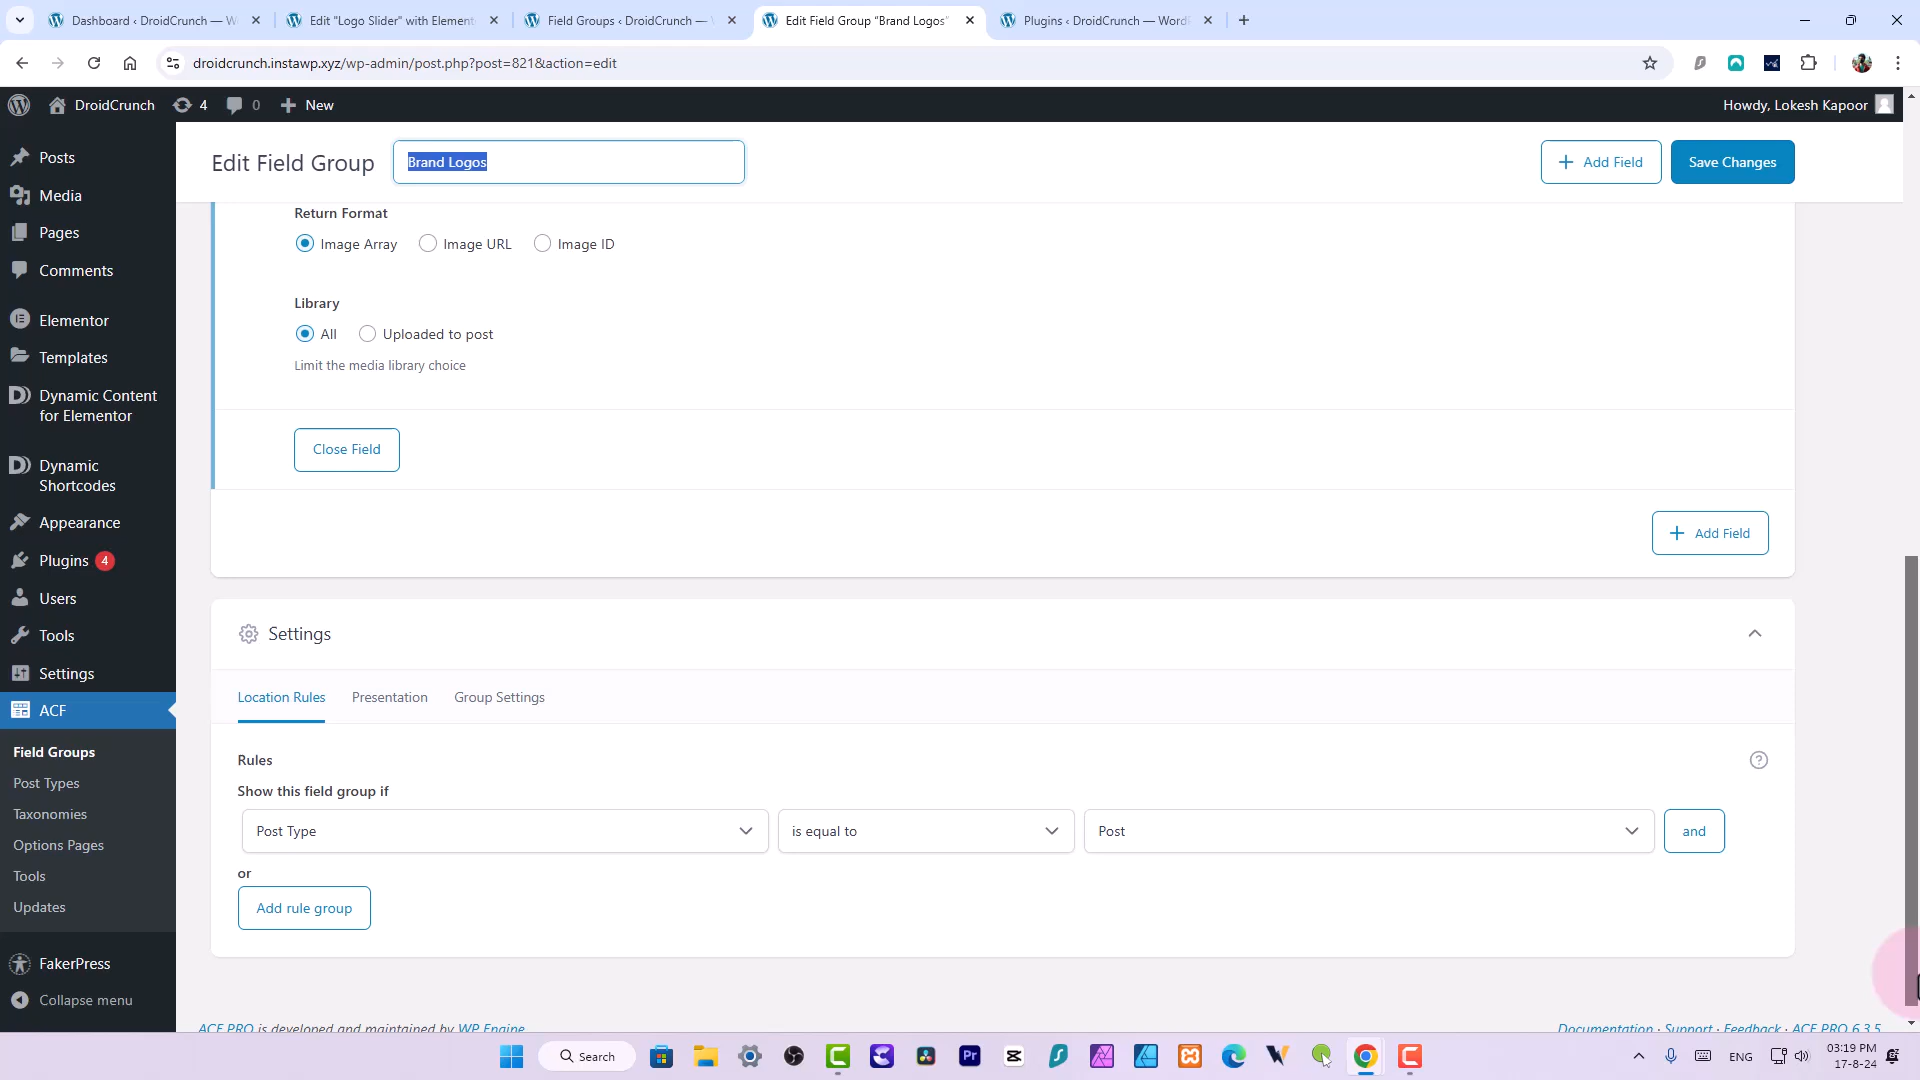 Dashboard ‹ DroidCrunch — W
Edit "Logo Slider" with Element
Field Groups ‹ DroidCrunch —
Edit Field Group "Brand Logos"
Plugins ‹ DroidCrunch — WordP
droidcrunch.instawp.xyz/wp-admin/post.php?post=821&action=edit
DroidCrunch
4
0
New
Howdy, Lokesh Kapoor
Posts
Media
Pages
Comments
Elementor
Templates
Dynamic Content
for Elementor
Dynamic
Shortcodes
Appearance
Plugins
4
Users
Tools
Settings
ACF
Field Groups
Post Types
Taxonomies
Options Pages
Tools
Updates
FakerPress
Collapse menu
Edit Field Group
Brand Logos
Add Field
Save Changes
Return Format
Image Array
Image URL
Image ID
Library
All
Uploaded to post
Limit the media library choice
Close Field
Add Field
Settings
Location Rules
Presentation
Group Settings
Rules
Show this field group if
Post Type
is equal to
Post
and
or
Add rule group
ACF PRO is developed and maintained by WP Engine
Documentation · Support · Feedback · ACF PRO 6.3.5
Search
Pr
ENG
03:19 PM
17-8-24